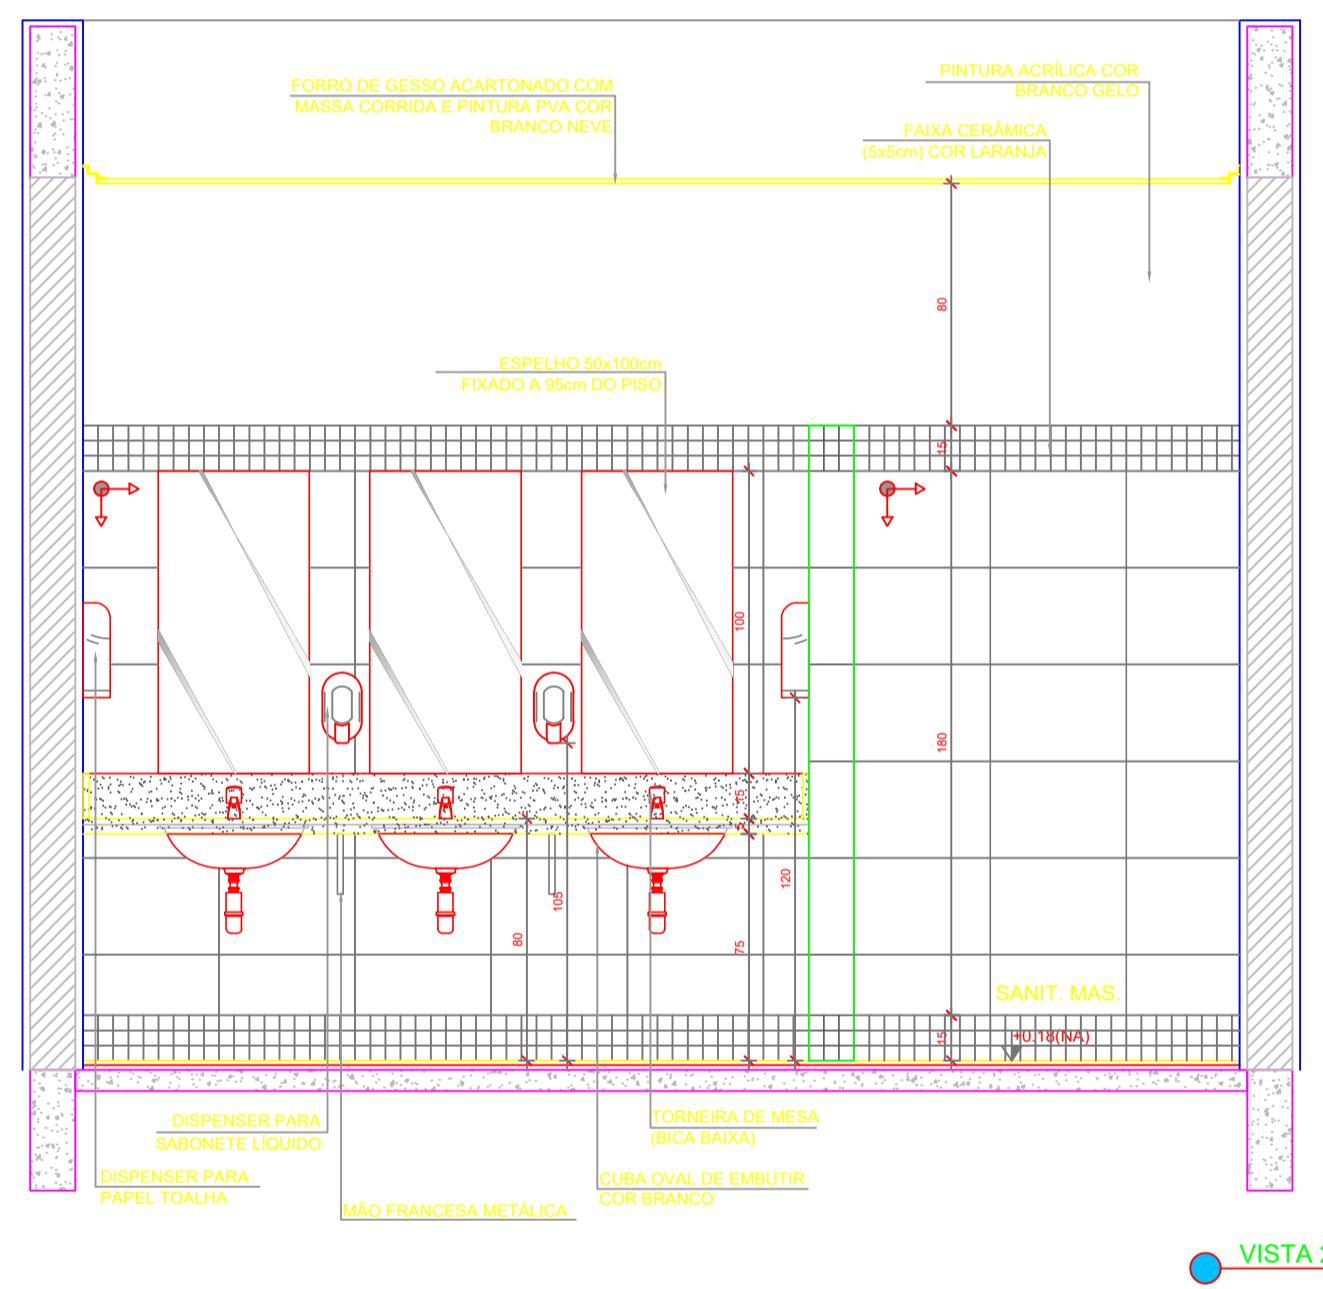 FORRO DE GESSO ACARTONADO COM
MASSA CORRIDA E PINTURA PVA COR
BRANCO NEVE
PINTURA ACRÍLICA COR
BRANCO GELO
FAIXA CERÂMICA
(5x5cm) COR LARANJA
80
ESPELHO 50x100cm
FIXADO A 95cm DO PISO
15
100
180
15
5
120
105
80
75
SANIT. MAS.
+0.18(NA)
15
DISPENSER PARA
SABONETE LÍQUIDO
TORNEIRA DE MESA
(BICA BAIXA)
DISPENSER PARA
PAPEL TOALHA
CUBA OVAL DE EMBUTIR
COR BRANCO
MÃO FRANCESA METÁLICA
VISTA